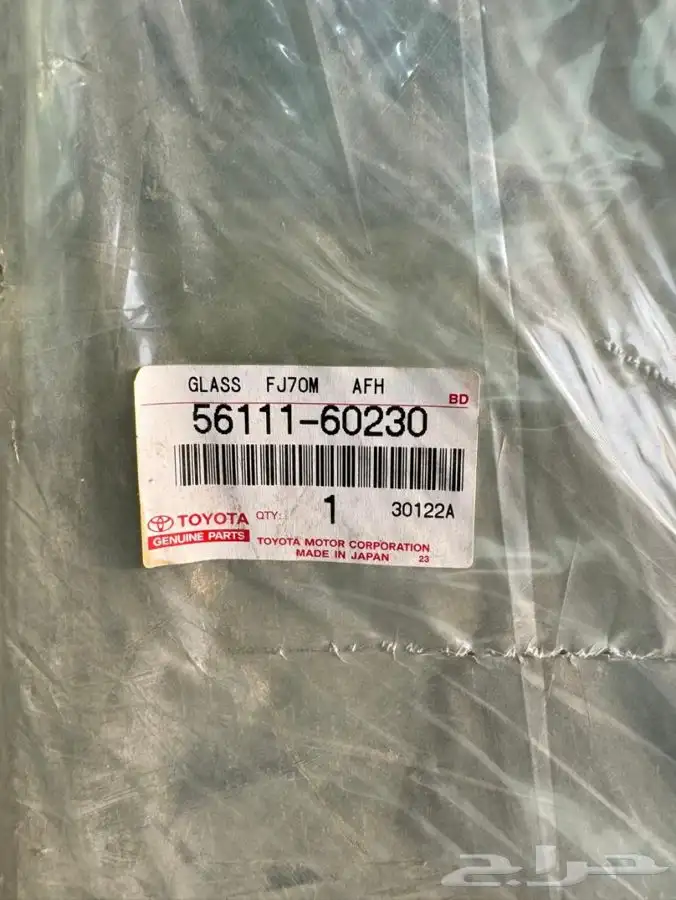 GLASS FJ70M AFH
BD
56111-60230
TOYOTA QTY: 1 30122A
GENUINE PARTS TOYOTA MOTOR CORPORATION
MADE IN JAPAN 23
حراج